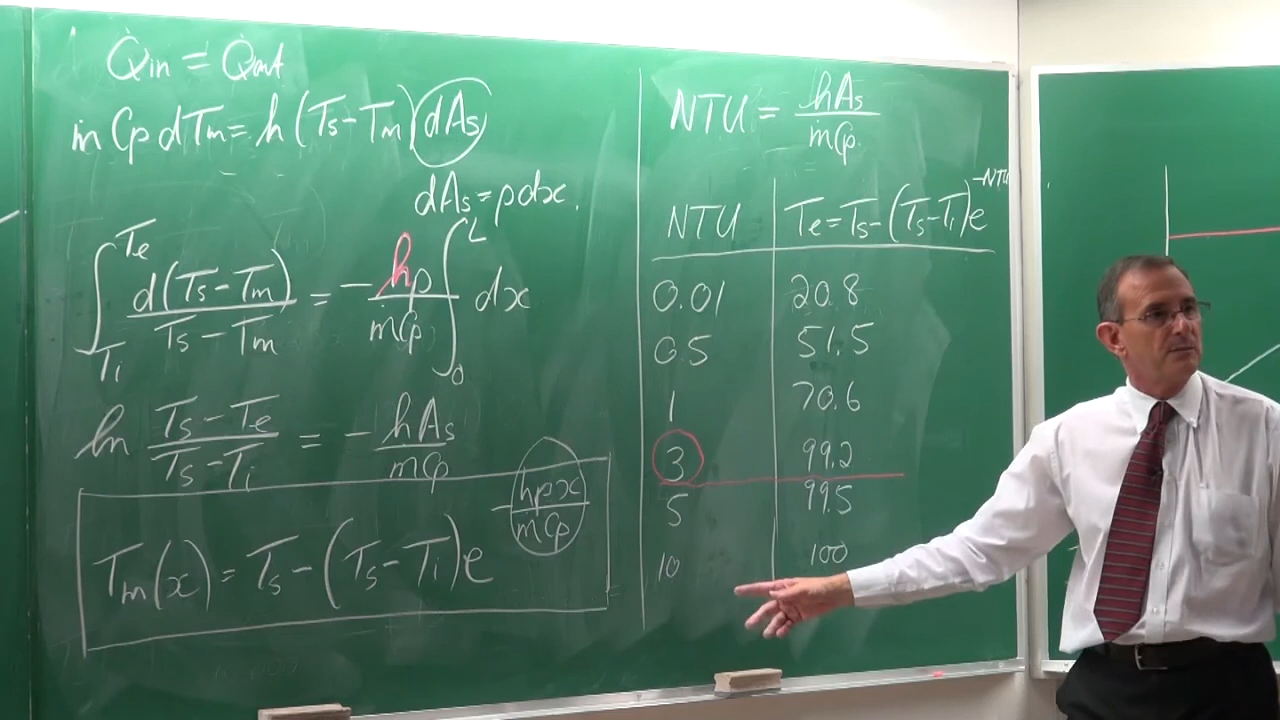 Q̇in = Q̇out
ṁ Cp dTm = h (Ts - Tm) dAs
dAs = pdx.
∫_{Ti}^{Te} d(Ts - Tm) / (Ts - Tm) = - hp / ṁCp ∫_0^L dx
ln (Ts - Te) / (Ts - Ti) = - hAs / ṁCp
Tm(x) = Ts - (Ts - Ti) e^{- hpx / ṁCp}
NTU = hAs / ṁCp
NTU | Te = Ts - (Ts - Ti) e^{-NTU}
0.01 | 20.8
0.5 | 51.5
1 | 70.6
3 | 99.2
5 | 99.5
10 | 100